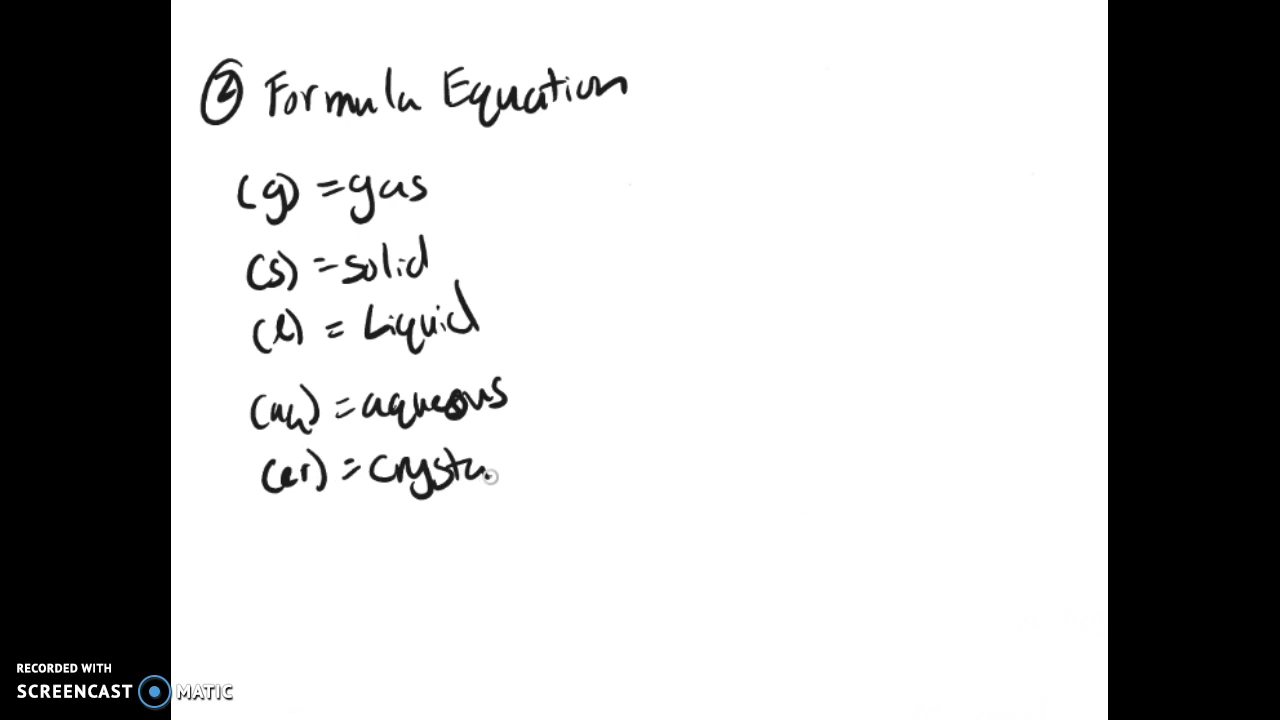 ② Formula Equation
(g) = gas
(s) = solid
(l) = Liquid
(aq) = aqueous
(cr) = Crysta
RECORDED WITH
SCREENCAST MATIC